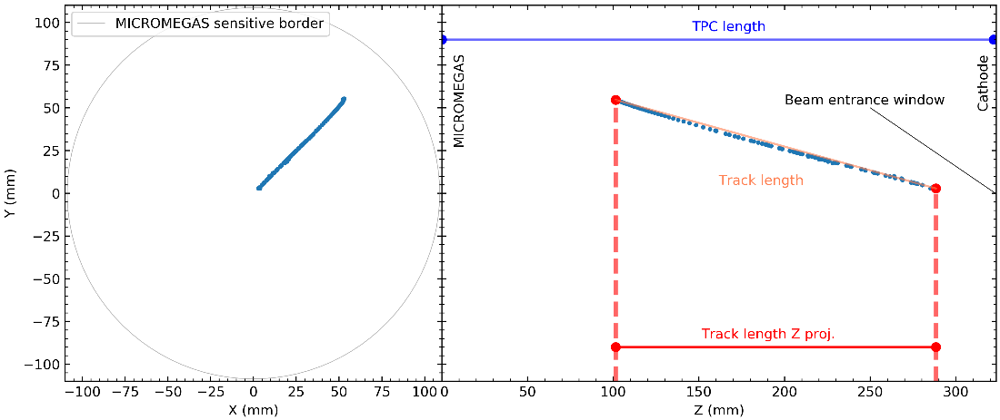 MICROMEGAS sensitive border
100
75
50
25
0
−25
−50
−75
−100
Y (mm)
−100 −75 −50 −25 0 25 50 75 100
X (mm)
TPC length
MICROMEGAS
Cathode
Beam entrance window
Track length
Track length Z proj.
0 50 100 150 200 250 300
Z (mm)